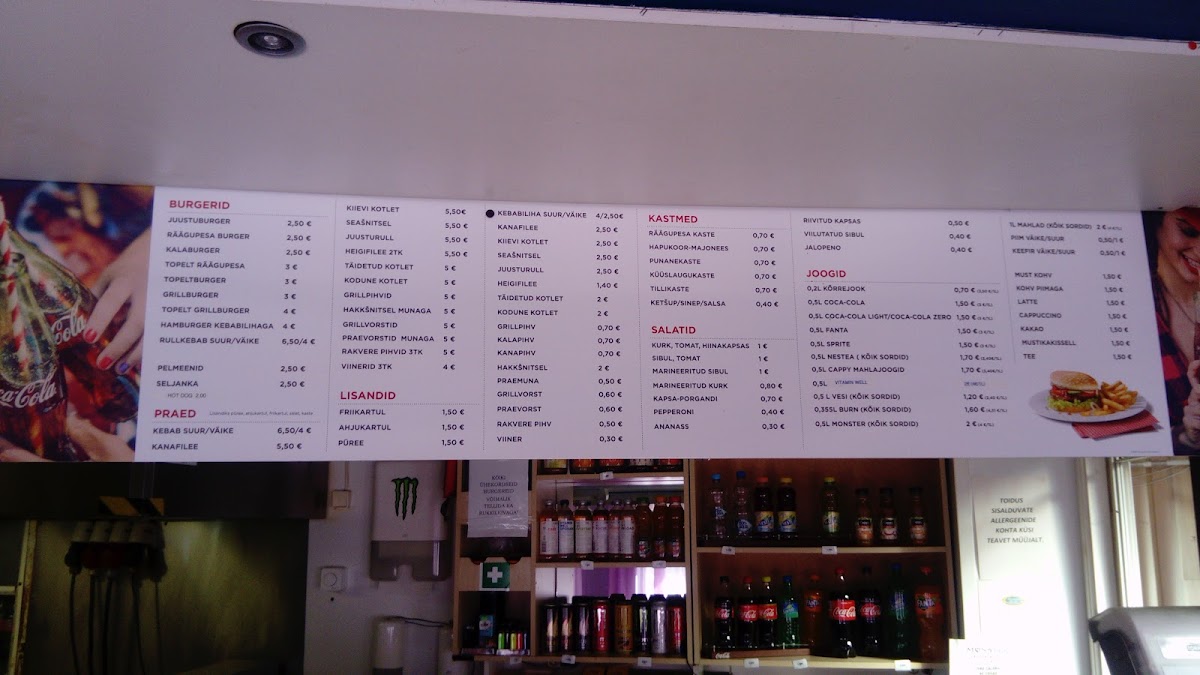 BURGERID
JUUSTUBURGER 2,50 €
RÄÄGUPESA BURGER 2,50 €
KALABURGER 2,50 €
TOPELT RÄÄGUPESA 3 €
TOPELTBURGER 3 €
GRILLBURGER 3 €
TOPELT GRILLBURGER 4 €
HAMBURGER KEBABILIHAGA 4 €
RULLKEBAB SUUR/VÄIKE 6,50/4 €
PELMEENID 2,50 €
SELJANKA 2,50 €
HOT DOG 2,00
PRAED
KEBAB SUUR/VÄIKE 6,50/4 €
KANAFILEE 5,50 €
KIIEVI KOTLET 5,50€
SEAŠNITSEL 5,50 €
JUUSTURULL 5,50 €
HEIGIFILEE 2TK 5,50 €
TÄIDETUD KOTLET 5 €
KODUNE KOTLET 5 €
GRILLPIHVID 5 €
HAKKŠNITSEL MUNAGA 5 €
GRILLVORSTID 5 €
PRAEVORSTID MUNAGA 5 €
RAKVERE PIHVID 3TK 5 €
VIINERID 3TK 4 €
LISANDID
FRIIKARTUL 1,50 €
AHJUKARTUL 1,50 €
PÜREE 1,50 €
KEBABILIHA SUUR/VÄIKE 4/2,50€
KANAFILEE 2,50 €
KIIEVI KOTLET 2,50 €
SEAŠNITSEL 2,50 €
JUUSTURULL 2,50 €
HEIGIFILEE 1,40 €
TÄIDETUD KOTLET 2 €
KODUNE KOTLET 2 €
GRILLPIHV 0,70 €
KALAPIHV 0,70 €
KANAPIHV 0,70 €
HAKKŠNITSEL 2 €
PRAEMUNA 0,50 €
GRILLVORST 0,60 €
PRAEVORST 0,60 €
RAKVERE PIHV 0,50 €
VIINER 0,30 €
KASTMED
RÄÄGUPESA KASTE 0,70 €
HAPUKOOR-MAJONEES 0,70 €
PUNANEKASTE 0,70 €
KÜÜSLAUGUKASTE 0,70 €
TILLIKASTE 0,70 €
KETŠUP/SINEP/SALSA 0,40 €
SALATID
KURK, TOMAT, HIINAKAPSAS 1 €
SIBUL, TOMAT 1 €
MARINEERITUD SIBUL 1 €
MARINEERITUD KURK 0,80 €
KAPSA-PORGANDI 0,70 €
PEPPERONI 0,40 €
ANANASS 0,30 €
RIIVITUD KAPSAS 0,50 €
VIILUTATUD SIBUL 0,40 €
JALOPENO 0,40 €
JOOGID
0,2L KÕRREJOOK 0,70 €
0,5L COCA-COLA 1,50 €
0,5L COCA-COLA LIGHT/COCA-COLA ZERO 1,50 €
0,5L FANTA 1,50 €
0,5L SPRITE 1,50 €
0,5L NESTEA ( KÕIK SORDID) 1,70 €
0,5L CAPPY MAHLAJOOGID 1,70 €
0,5L VITAMIN WELL
0,5 L VESI (KÕIK SORDID) 1,20 €
0,355L BURN (KÕIK SORDID) 1,60 €
0,5L MONSTER (KÕIK SORDID) 2 €
1L MAHLAD (KÕIK SORDID) 2 €
PIIM VÄIKE/SUUR 0,50/1 €
KEEFIR VÄIKE/SUUR 0,50/1 €
MUST KOHV 1,50 €
KOHV PIIMAGA 1,50 €
LATTE 1,50 €
CAPPUCCINO 1,50 €
KAKAO 1,50 €
MUSTIKAKISSELL 1,50 €
TEE 1,50 €
Coca-Cola
TOIDUS
SISALDUVATE
ALLERGEENIDE
KOHTA KÜSI
TEAVET MÜÜJALT.